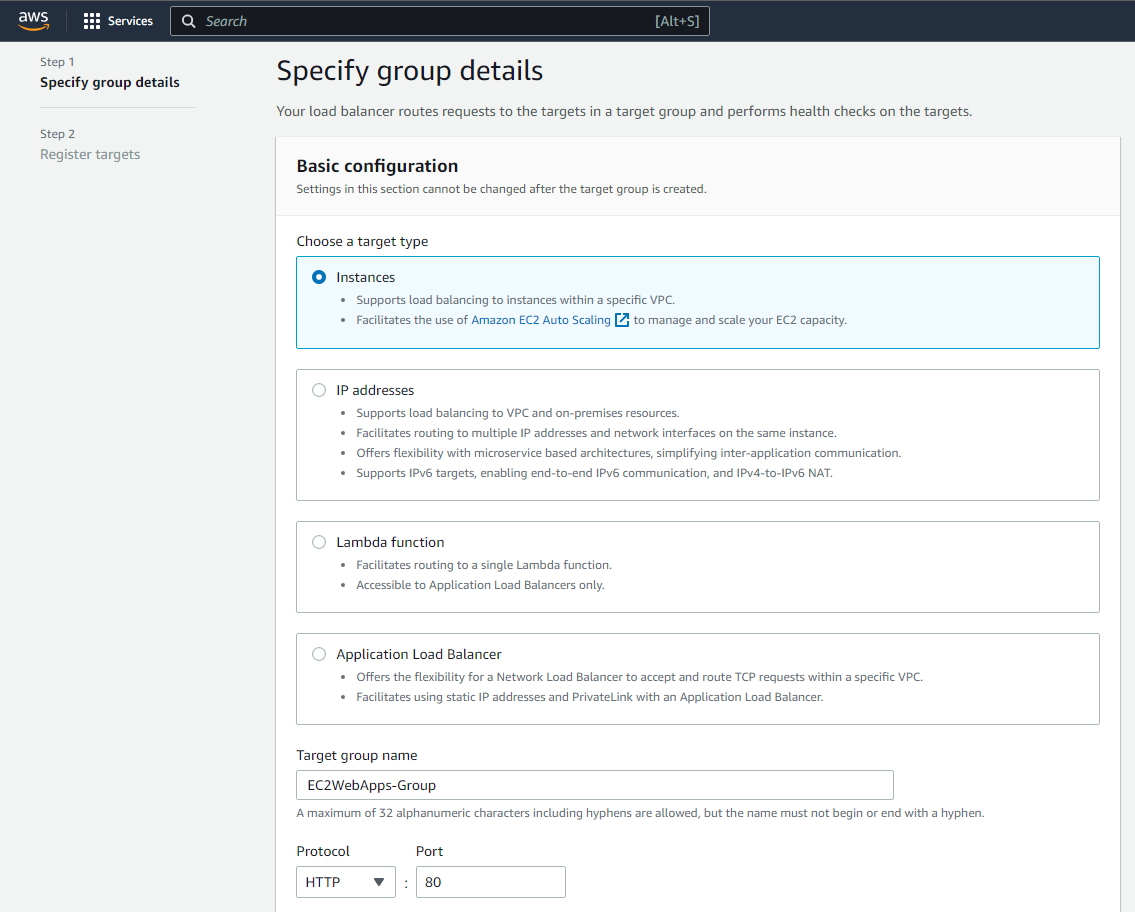 aws
Services
Search
[Alt+S]
Step 1
Specify group details
Step 2
Register targets
Specify group details
Your load balancer routes requests to the targets in a target group and performs health checks on the targets.
Basic configuration
Settings in this section cannot be changed after the target group is created.
Choose a target type
Instances
• Supports load balancing to instances within a specific VPC.
• Facilitates the use of Amazon EC2 Auto Scaling to manage and scale your EC2 capacity.
IP addresses
• Supports load balancing to VPC and on-premises resources.
• Facilitates routing to multiple IP addresses and network interfaces on the same instance.
• Offers flexibility with microservice based architectures, simplifying inter-application communication.
• Supports IPv6 targets, enabling end-to-end IPv6 communication, and IPv4-to-IPv6 NAT.
Lambda function
• Facilitates routing to a single Lambda function.
• Accessible to Application Load Balancers only.
Application Load Balancer
• Offers the flexibility for a Network Load Balancer to accept and route TCP requests within a specific VPC.
• Facilitates using static IP addresses and PrivateLink with an Application Load Balancer.
Target group name
EC2WebApps-Group
A maximum of 32 alphanumeric characters including hyphens are allowed, but the name must not begin or end with a hyphen.
Protocol Port
HTTP : 80